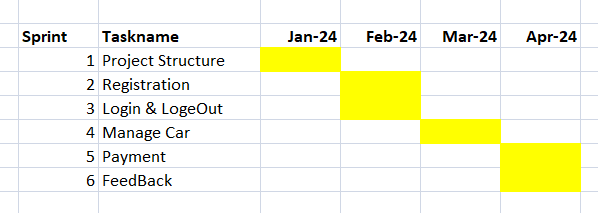 Sprint Taskname Jan-24 Feb-24 Mar-24 Apr-24
1 Project Structure
2 Registration
3 Login & LogeOut
4 Manage Car
5 Payment
6 FeedBack